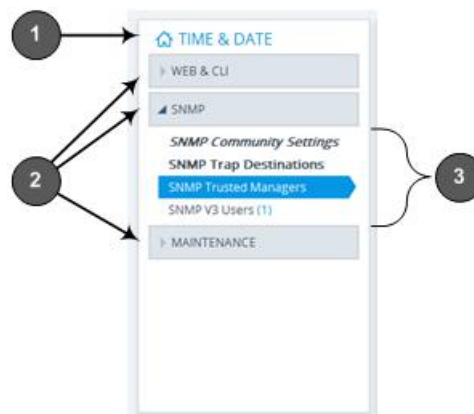 1
TIME & DATE
WEB & CLI
SNMP
SNMP Community Settings
SNMP Trap Destinations
2
SNMP Trusted Managers
3
SNMP V3 Users (1)
MAINTENANCE